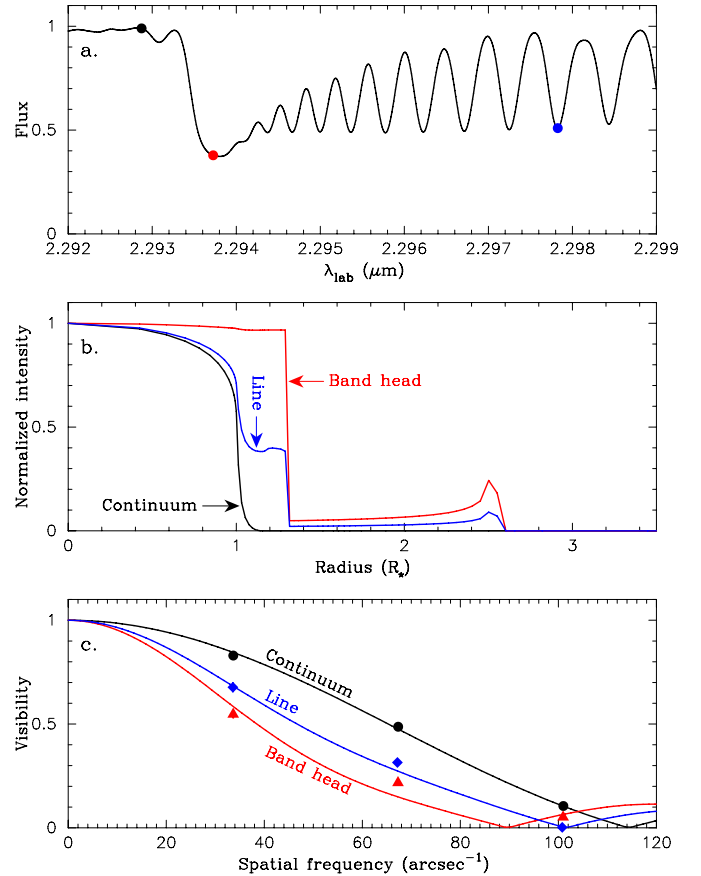 1
0.5
0
Flux
a.
2.292 2.293 2.294 2.295 2.296 2.297 2.298 2.299
λlab (μm)
1
0.5
0
Normalized intensity
b.
Line
Band head
Continuum
0 1 2 3
Radius (R*)
1
0.5
0
Visibility
c.
Continuum
Line
Band head
0 20 40 60 80 100 120
Spatial frequency (arcsec⁻¹)